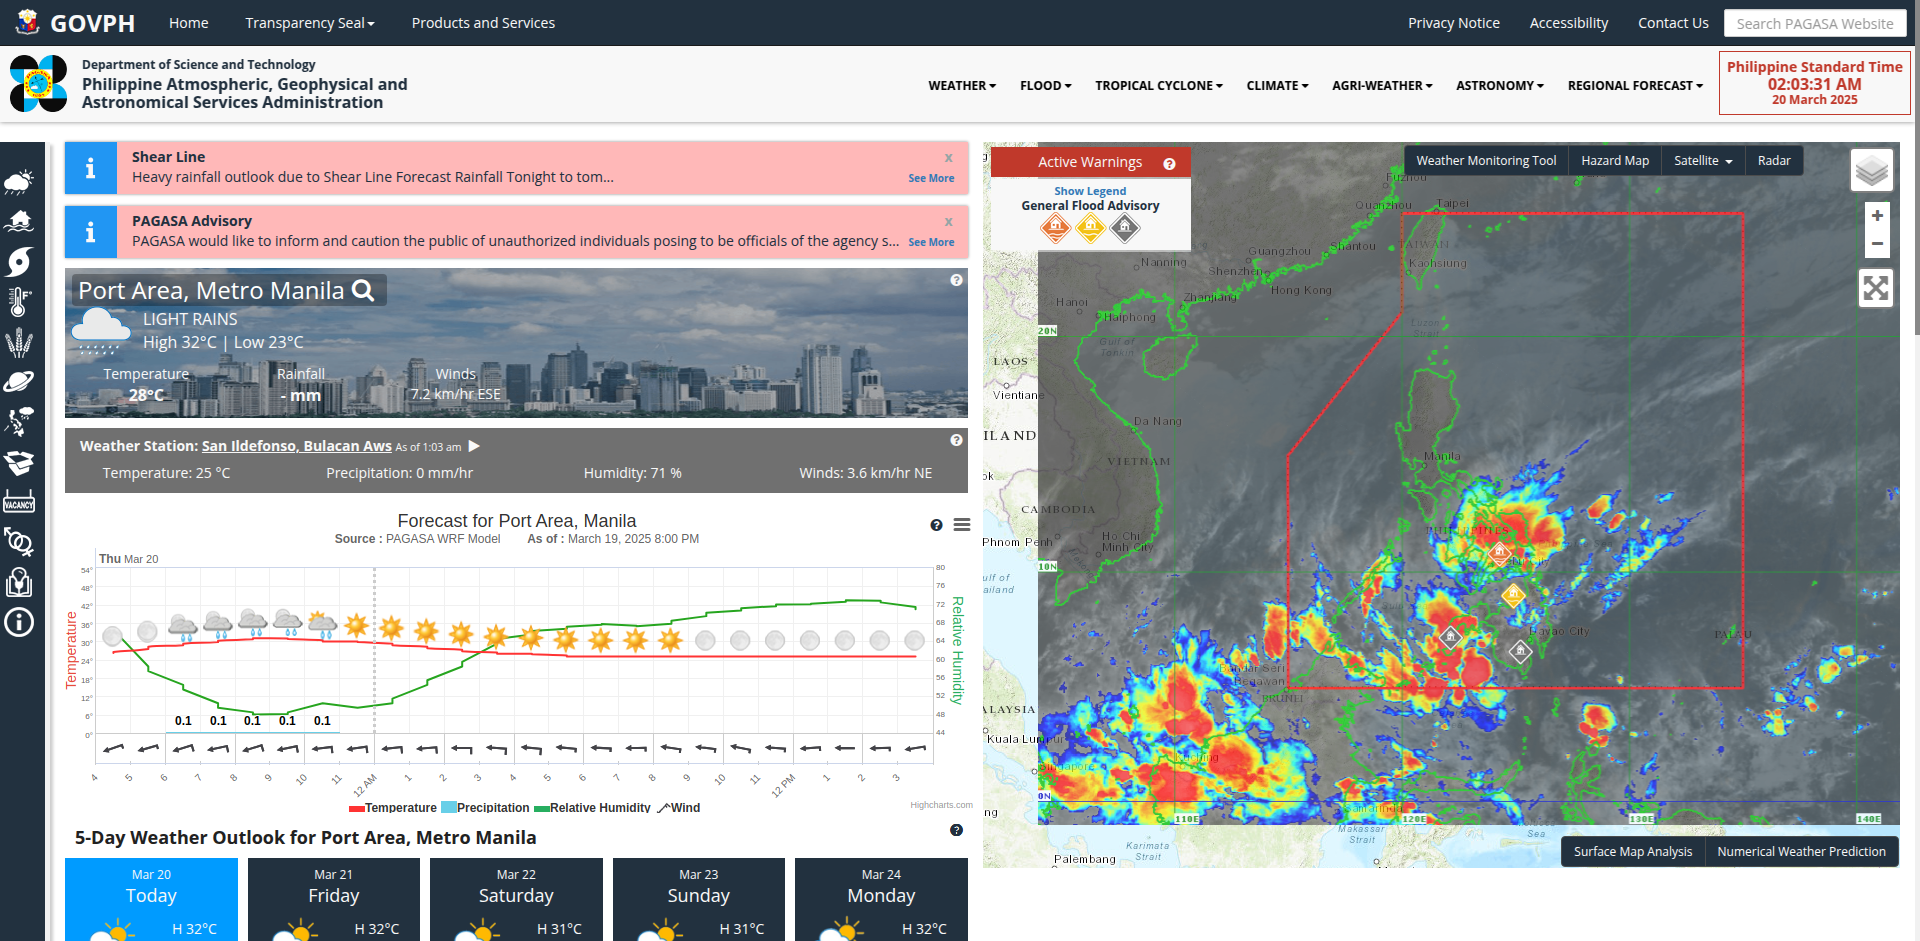 GOVPH
Home
Transparency Seal
Products and Services
Privacy Notice
Accessibility
Contact Us
Search PAGASA Website
Department of Science and Technology
Philippine Atmospheric, Geophysical and
Astronomical Services Administration
WEATHER
FLOOD
TROPICAL CYCLONE
CLIMATE
AGRI-WEATHER
ASTRONOMY
REGIONAL FORECAST
Philippine Standard Time
02:03:31 AM
20 March 2025
VACANCY
Shear Line
x
Heavy rainfall outlook due to Shear Line Forecast Rainfall Tonight to tom...
See More
PAGASA Advisory
x
PAGASA would like to inform and caution the public of unauthorized individuals posing to be officials of the agency s...
See More
Port Area, Metro Manila
LIGHT RAINS
High 32°C | Low 23°C
Temperature
28°C
Rainfall
- mm
Winds
7.2 km/hr ESE
Weather Station: San Ildefonso, Bulacan Aws As of 1:03 am
Temperature: 25 °C
Precipitation: 0 mm/hr
Humidity: 71 %
Winds: 3.6 km/hr NE
Forecast for Port Area, Manila
Source : PAGASA WRF Model As of : March 19, 2025 8:00 PM
Thu Mar 20
54°
48°
42°
36°
30°
24°
18°
12°
6°
0°
Temperature
80
76
72
68
64
60
56
52
48
44
Relative Humidity
0.1
0.1
0.1
0.1
0.1
4
5
6
7
8
9
10
11
12 AM
1
2
3
4
5
6
7
8
9
10
11
12 PM
1
2
3
Temperature
Precipitation
Relative Humidity
Wind
Highcharts.com
5-Day Weather Outlook for Port Area, Metro Manila
Mar 20
Today
H 32°C
Mar 21
Friday
H 32°C
Mar 22
Saturday
H 31°C
Mar 23
Sunday
H 31°C
Mar 24
Monday
H 32°C
Active Warnings
Show Legend
General Flood Advisory
Weather Monitoring Tool
Hazard Map
Satellite
Radar
+
−
Fuzhou
Quanzhou
Taipei
TAIWAN
Kaohsiung
Shantou
Guangzhou
Shenzhen
Hong Kong
Nanning
Zhanjiang
Hanoi
Haiphong
Gulf of
Tonkin
Luzon
Strait
20N
LAOS
Vientiane
Da Nang
ILAND
VIETNAM
Manila
ok
CAMBODIA
Phnom Penh
Ho Chi
Minh City
PHILIPPINES
10N
ulf of
ailand
Davao City
PALAU
Bandar Seri
Begawan
BRUNEI
ALAYSIA
Kuala Lumpur
Kuching
Singapore
0N
ng
Samarinda
110E
120E
130E
140E
Makassar
Strait
Sea
Karimata
Strait
Palembang
Surface Map Analysis
Numerical Weather Prediction